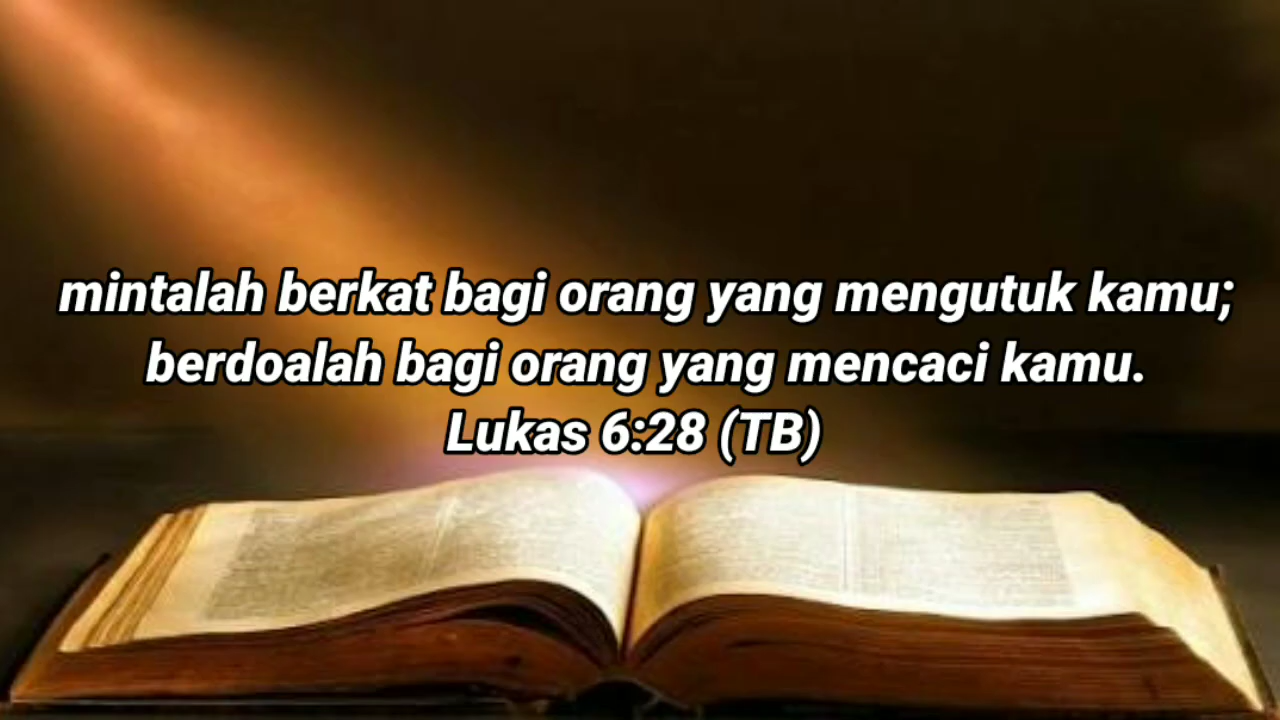 mintalah berkat bagi orang yang mengutuk kamu;
berdoalah bagi orang yang mencaci kamu.
Lukas 6:28 (TB)